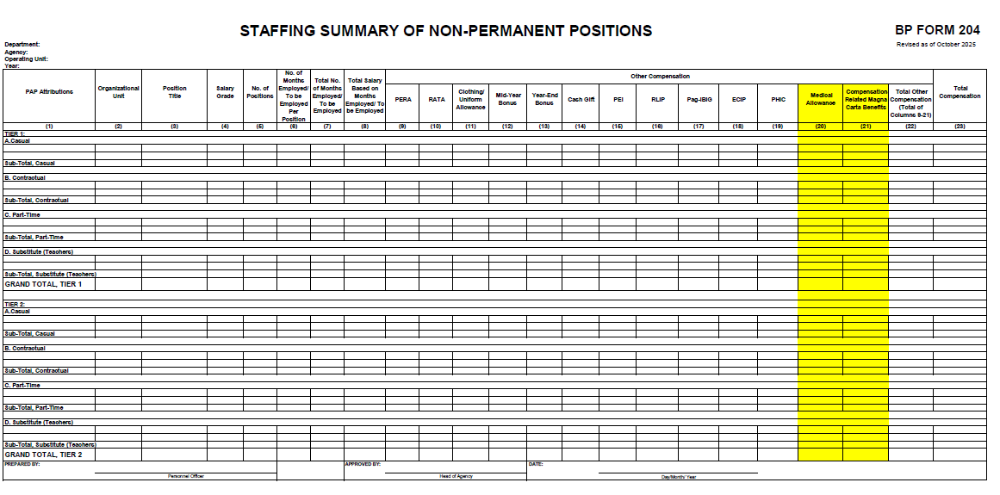 STAFFING SUMMARY OF NON-PERMANENT POSITIONS
BP FORM 204
Revised as of October 2025
Department:
Agency:
Operating Unit:
Year:
PAP Attributions
Organizational
Unit
Position
Title
Salary
Grade
No. of
Positions
No. of
Months
Employed/
To be
Employed
Per
Position
Total No.
of Months
Employed/
To be
Employed
Total Salary
Based on
Months
Employed/ To
be Employed
Other Compensation
PERA
RATA
Clothing/
Uniform
Allowance
Mid-Year
Bonus
Year-End
Bonus
Cash Gift
PEI
RLIP
Pag-IBIG
ECIP
PHIC
Medical
Allowance
Compensation
Related Magna
Carta Benefits
Total Other
Compensation
(Total of
Columns 9-21)
Total
Compensation
(1) (2) (3) (4) (5) (6) (7) (8) (9) (10) (11) (12) (13) (14) (15) (16) (17) (18) (19) (20) (21) (22) (23)
TIER 1:
A.Casual
Sub-Total, Casual
B. Contractual
Sub-Total, Contractual
C. Part-Time
Sub-Total, Part-Time
D. Substitute (Teachers)
Sub-Total, Substitute (Teachers)
GRAND TOTAL, TIER 1
TIER 2:
A.Casual
Sub-Total, Casual
B. Contractual
Sub-Total, Contractual
C. Part-Time
Sub-Total, Part-Time
D. Substitute (Teachers)
Sub-Total, Substitute (Teachers)
GRAND TOTAL, TIER 2
PREPARED BY:
Personnel Officer
APPROVED BY:
Head of Agency
DATE:
Day/Month/ Year